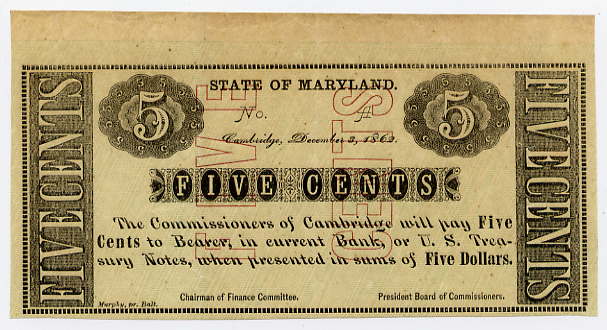 STATE OF MARYLAND.
5
5
No. A
Cambridge, December 2, 1862.
FIVE CENTS
FIVE CENTS
FIVE CENTS
FIVE CENTS
The Commissioners of Cambridge will pay Five
Cents to Bearer, in current Bank, or U. S. Trea-
sury Notes, when presented in sums of Five Dollars.
Chairman of Finance Committee.
President Board of Commissioners.
Murphy, pr. Balt.